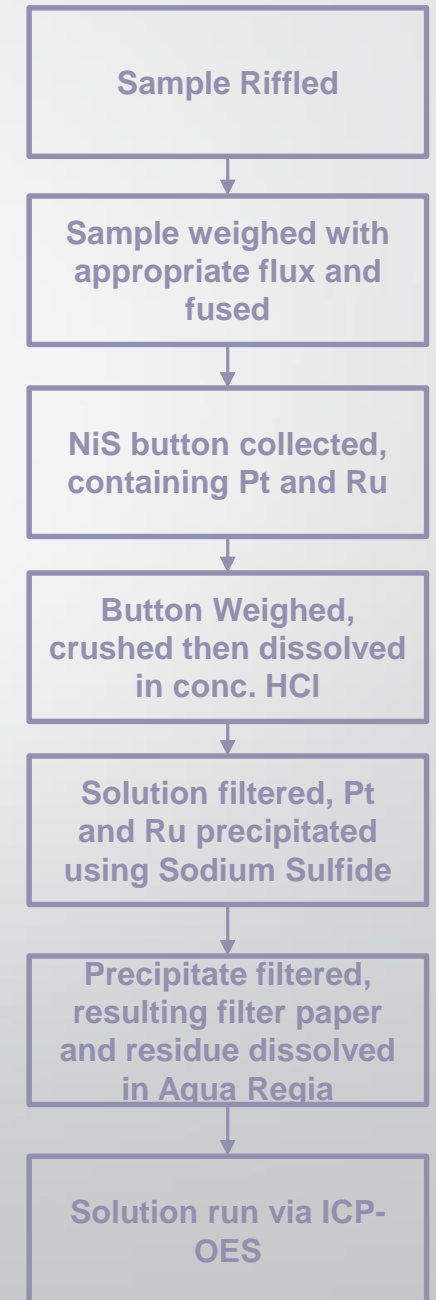 Sample Riffled
Sample weighed with
appropriate flux and
fused
NiS button collected,
containing Pt and Ru
Button Weighed,
crushed then dissolved
in conc. HCl
Solution filtered, Pt
and Ru precipitated
using Sodium Sulfide
Precipitate filtered,
resulting filter paper
and residue dissolved
in Aqua Regia
Solution run via ICP-
OES